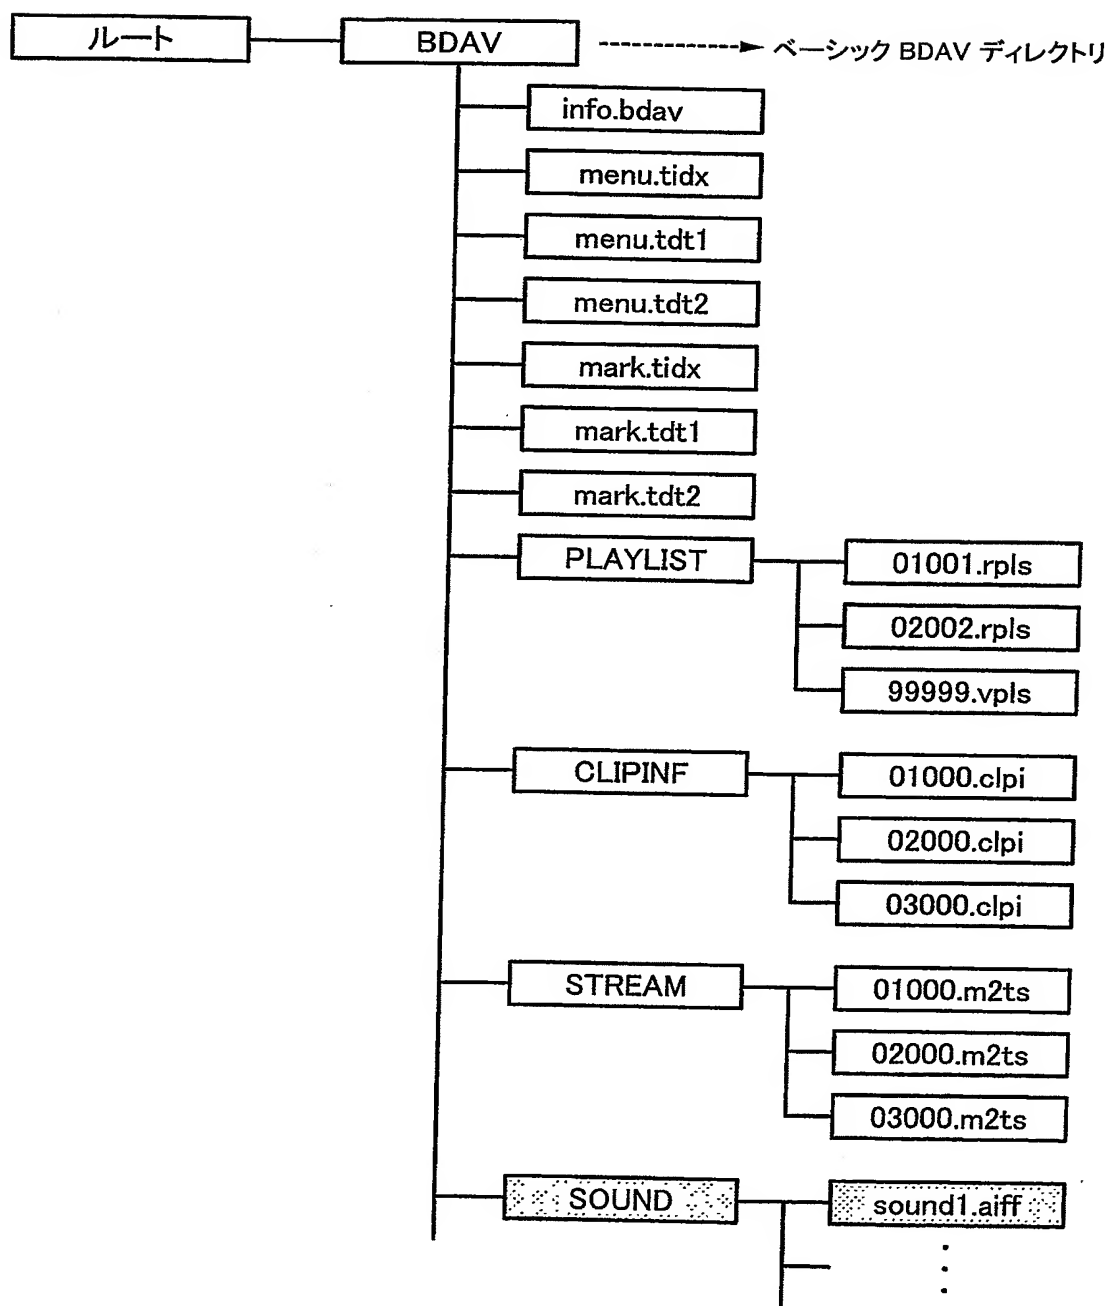 ルート
BDAV
ベーシック BDAV ディレクトリ
info.bdav
menu.tidx
menu.tdt1
menu.tdt2
mark.tidx
mark.tdt1
mark.tdt2
PLAYLIST
01001.rpls
02002.rpls
99999.vpls
CLIPINF
01000.clpi
02000.clpi
03000.clpi
STREAM
01000.m2ts
02000.m2ts
03000.m2ts
SOUND
sound1.aiff